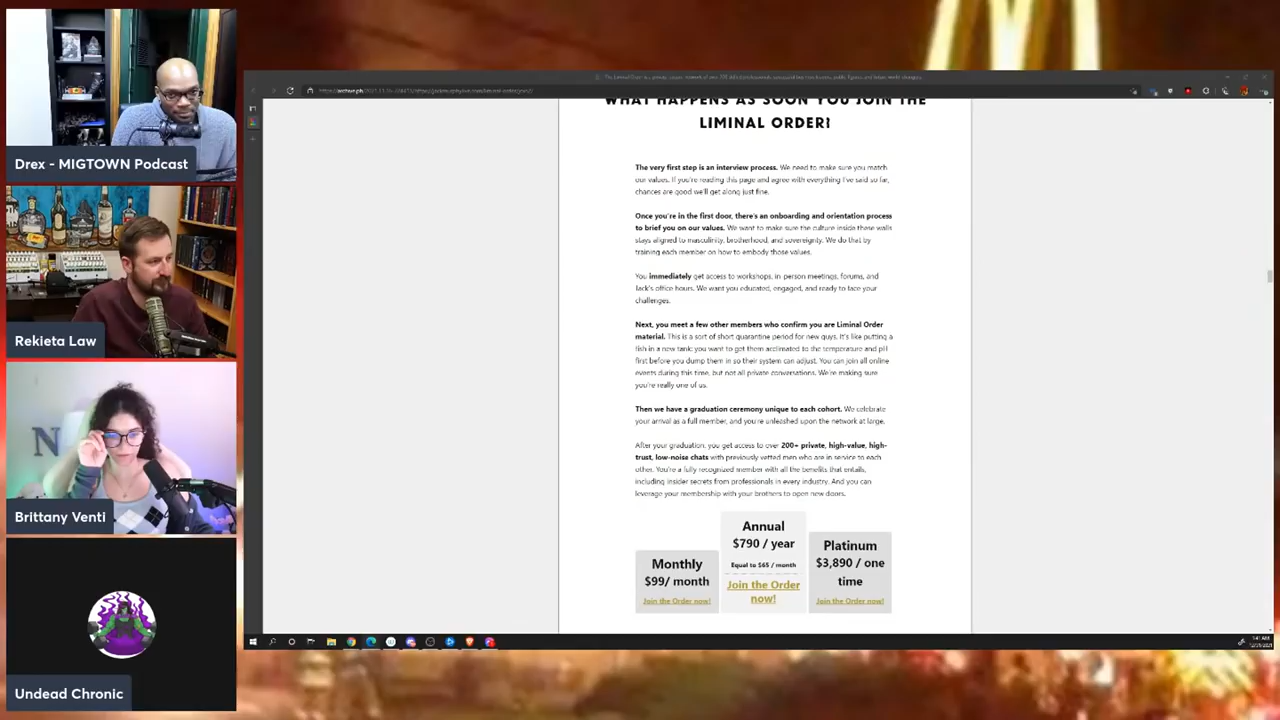 Drex - MIGTOWN Podcast
Rekieta Law
Brittany Venti
Undead Chronic
WHAT HAPPENS AS SOON YOU JOIN THE
LIMINAL ORDER?
The very first step is an interview process. We need to make sure you match
our values. If you're reading this page and agree with everything I've said so far,
chances are good we'll get along just fine.
Once you're in the first door, there's an onboarding and orientation process
to brief you on our values. We want to make sure the culture inside these walls
stays aligned to masculinity, brotherhood, and sovereignty. We do that by
training each member on how to embody those values.
You immediately get access to workshops, in-person meetings, forums, and
Jack's office hours. We want you educated, engaged, and ready to face your
challenges.
Next, you meet a few other members who confirm you are Liminal Order
material. This is a sort of short quarantine period for new guys. It's like putting a
fish in a new tank: you want to get them acclimated to the temperature and pH
first before you dump them in so their system can adjust. You can join all online
events during this time, but not all private conversations. We're making sure
you're really one of us.
Then we have a graduation ceremony unique to each cohort. We celebrate
your arrival as a full member, and you're unleashed upon the network at large.
After your graduation, you get access to over 200+ private, high-value, high-
trust, low-noise chats with previously vetted men who are in service to each
other. You're a fully recognized member with all the benefits that entails,
including insider secrets from professionals in every industry. And you can
leverage your membership with your brothers to open new doors.
Monthly
$99/ month
Join the Order now!
Annual
$790 / year
Equal to $65 / month
Join the Order
now!
Platinum
$3,890 / one
time
Join the Order now!